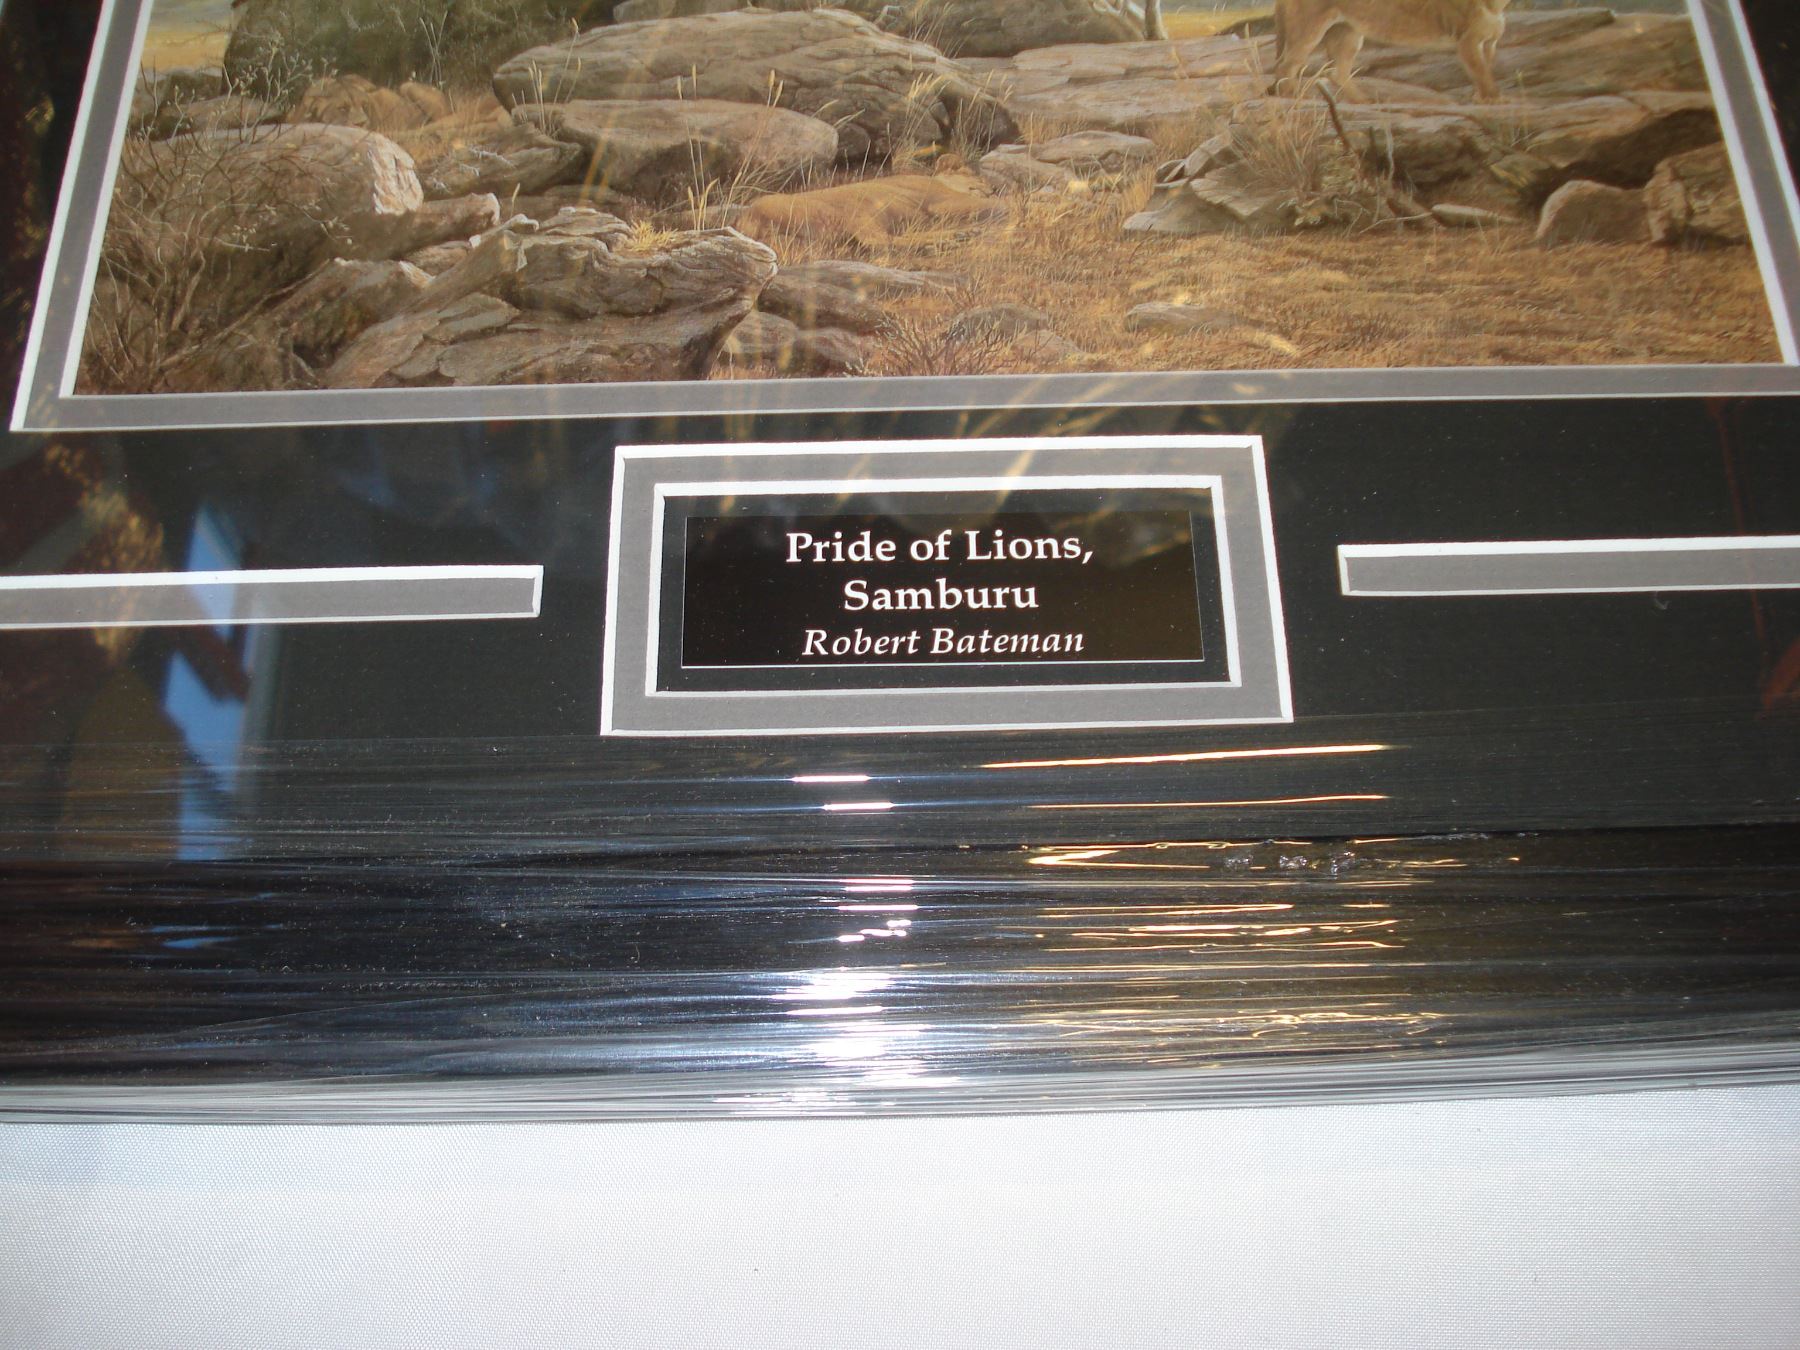 Pride of Lions,
Samburu
Robert Bateman